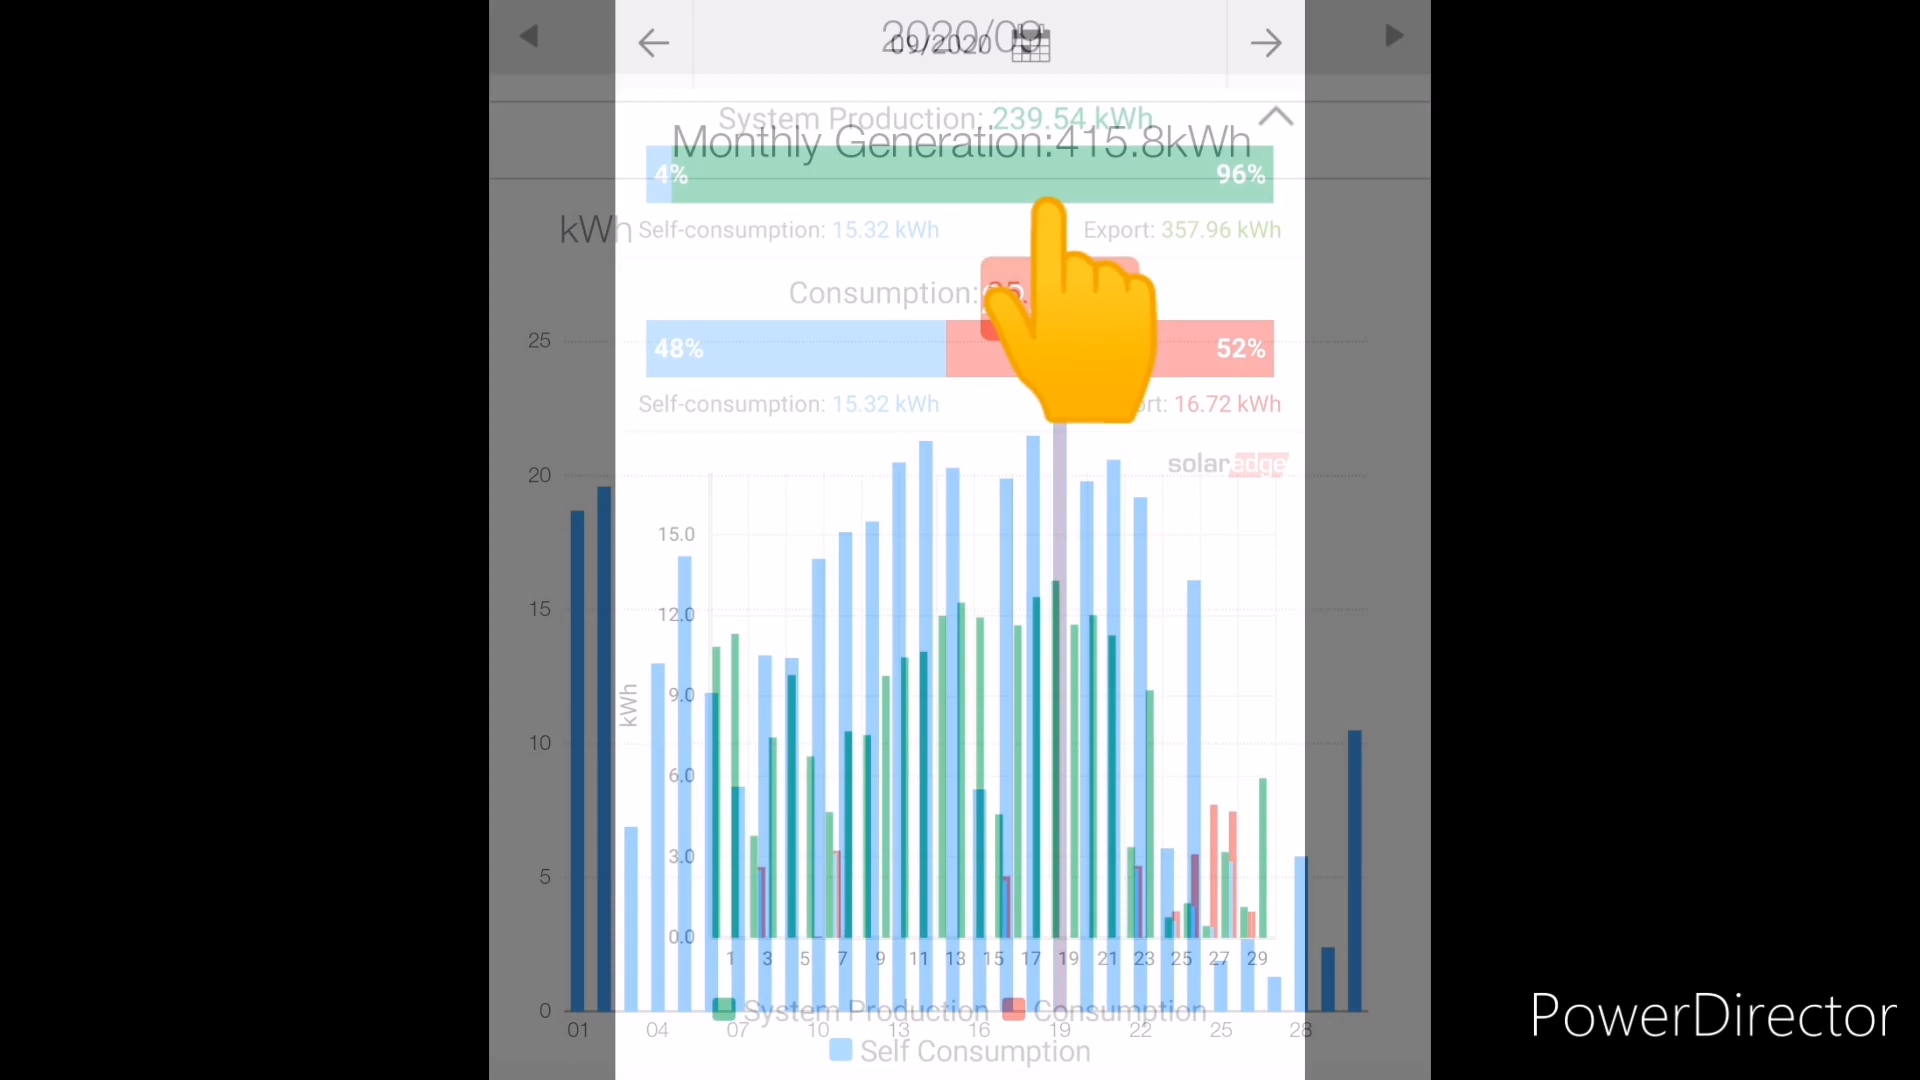 2020/09
09/2020
System Production: 239.54 kWh
Monthly Generation:415.8kWh
4% 96%
kWh
Self-consumption: 15.32 kWh Export: 357.96 kWh
Consumption:
48% 52%
Self-consumption: 15.32 kWh 16.72 kWh
solaredge
25
20
15
10
5
0
15.0
12.0
9.0
6.0
3.0
0.0
kWh
1 3 5 7 9 11 13 15 17 19 21 23 25 27 29
System Production Consumption
01 04 07 10 13 16 19 22 25 28
Self Consumption
PowerDirector